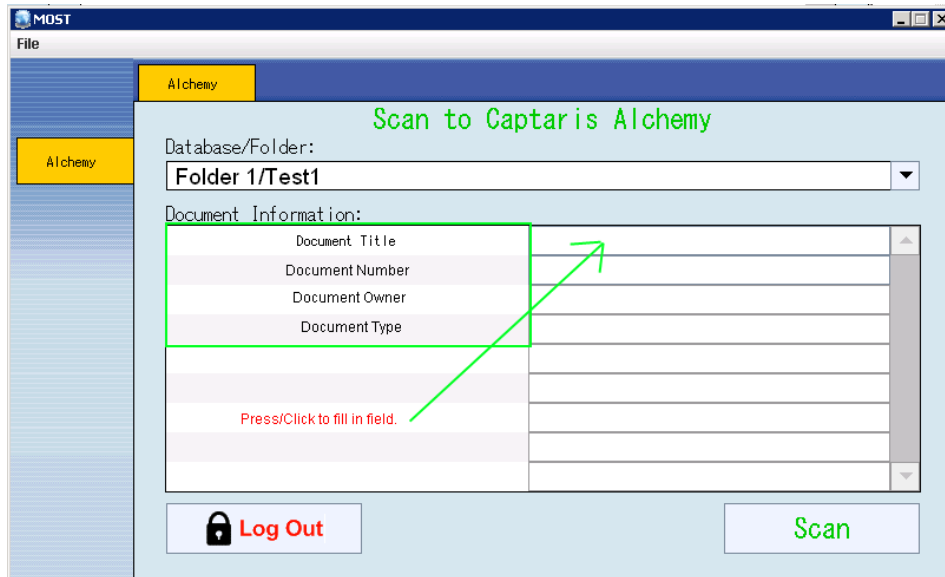 MOST
File
Alchemy
Scan to Captaris Alchemy
Alchemy
Database/Folder:
Folder 1/Test1
Document Information:
Document Title
Document Number
Document Owner
Document Type
Press/Click to fill in field.
Log Out
Scan